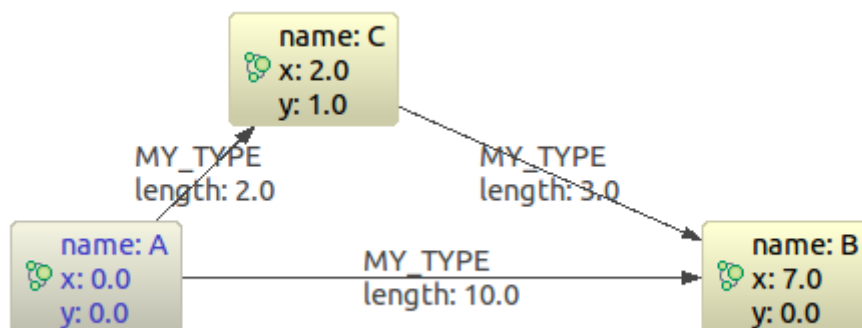 name: C
x: 2.0
y: 1.0
MY_TYPE
length: 2.0
MY_TYPE
length: 3.0
name: A
x: 0.0
y: 0.0
MY_TYPE
length: 10.0
name: B
x: 7.0
y: 0.0